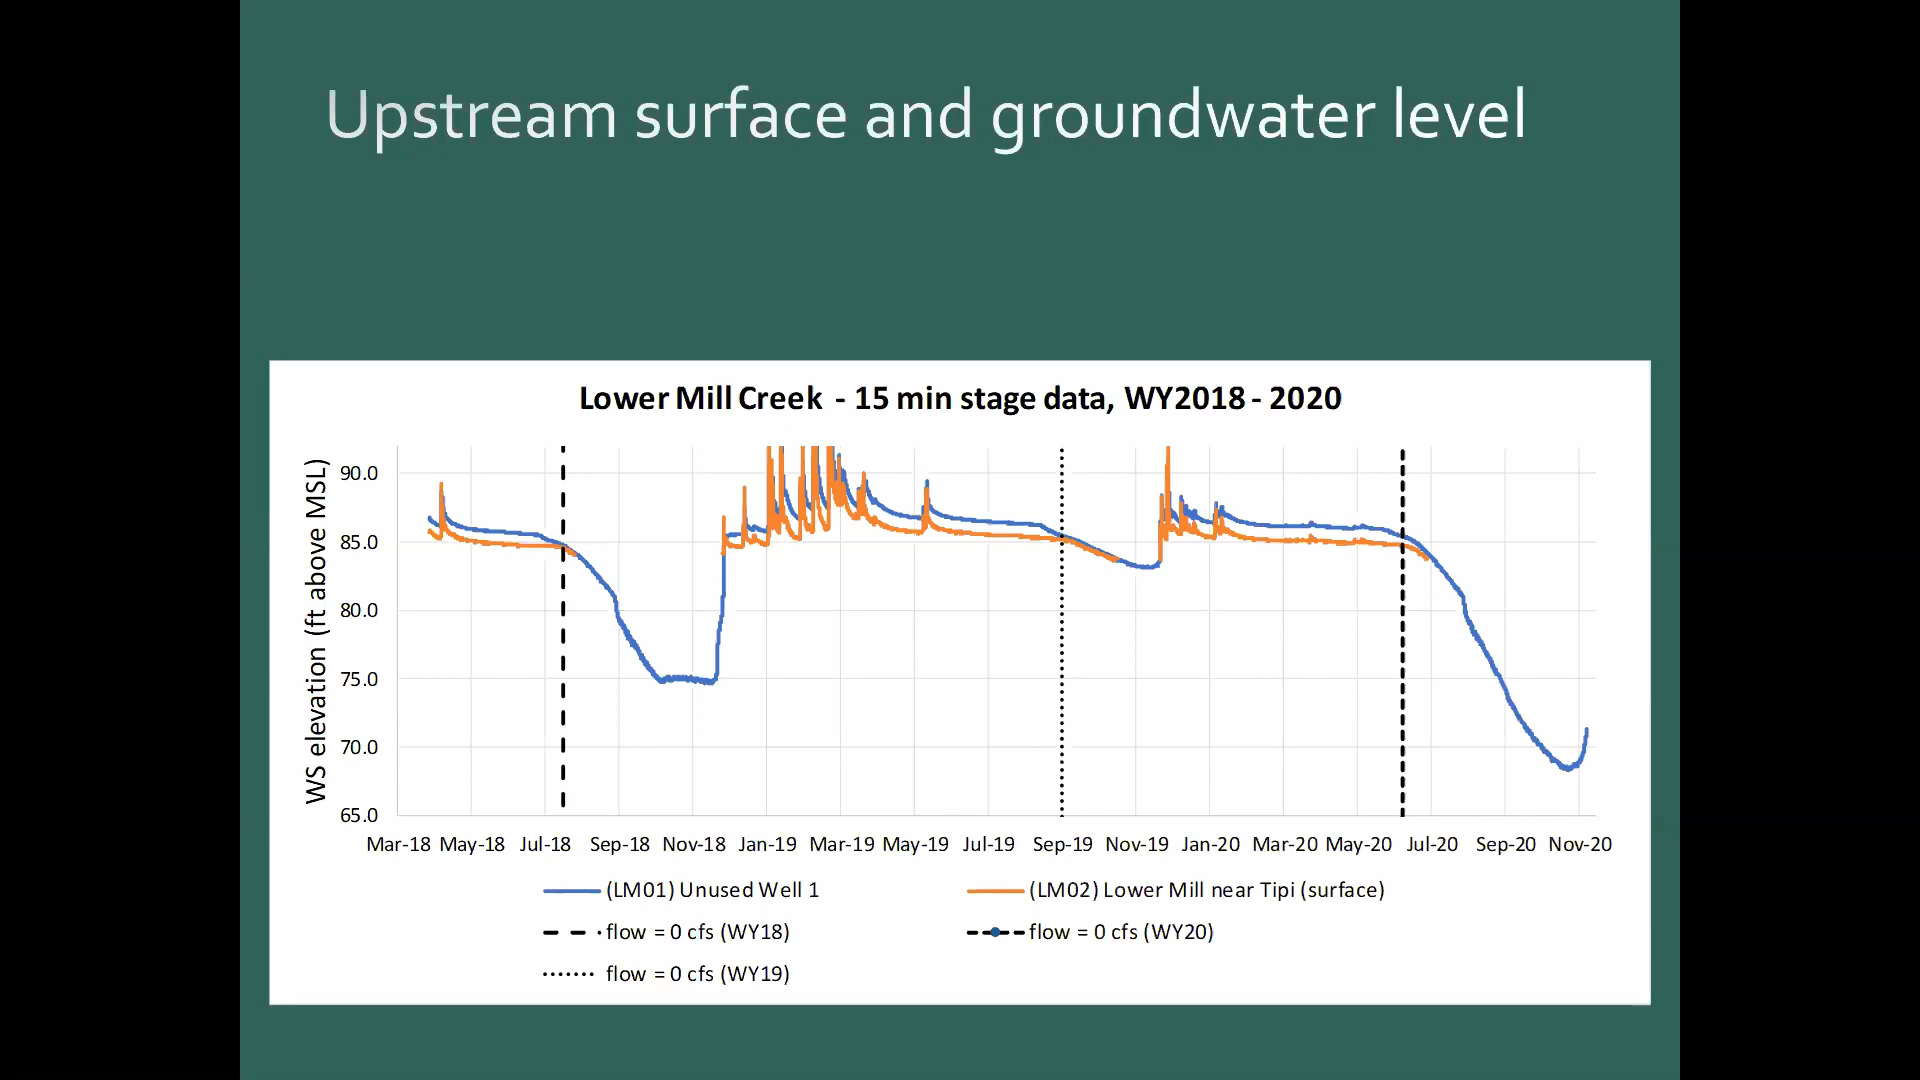 Upstream surface and groundwater level
Lower Mill Creek - 15 min stage data, WY2018 - 2020
WS elevation (ft above MSL)
90.0
85.0
80.0
75.0
70.0
65.0
Mar-18 May-18 Jul-18 Sep-18 Nov-18 Jan-19 Mar-19 May-19 Jul-19 Sep-19 Nov-19 Jan-20 Mar-20 May-20 Jul-20 Sep-20 Nov-20
(LM01) Unused Well 1 (LM02) Lower Mill near Tipi (surface)
flow = 0 cfs (WY18) flow = 0 cfs (WY20)
flow = 0 cfs (WY19)